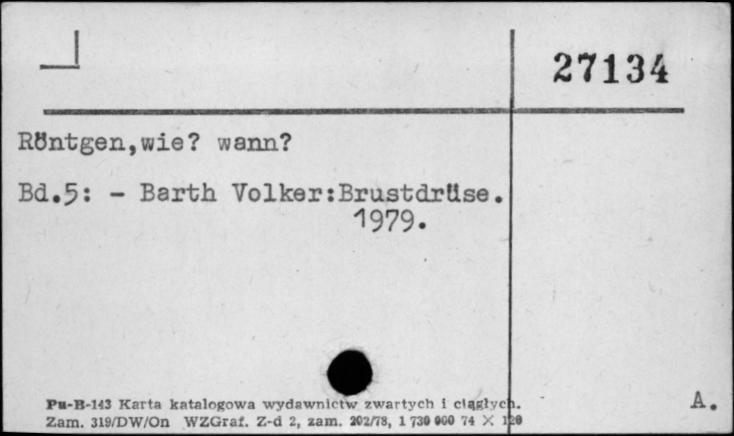 27134
Röntgen,wie? wann?
Bd.5: - Barth Volker:Brustdrüse.
1979.
Pu-B-143 Karta katalogowa wydawnictw zwartych i ciągłych.
Zam. 319/DW/On WZGraf. Z-d 2, zam. 202/78, 1 730 000 74 × 120
A.